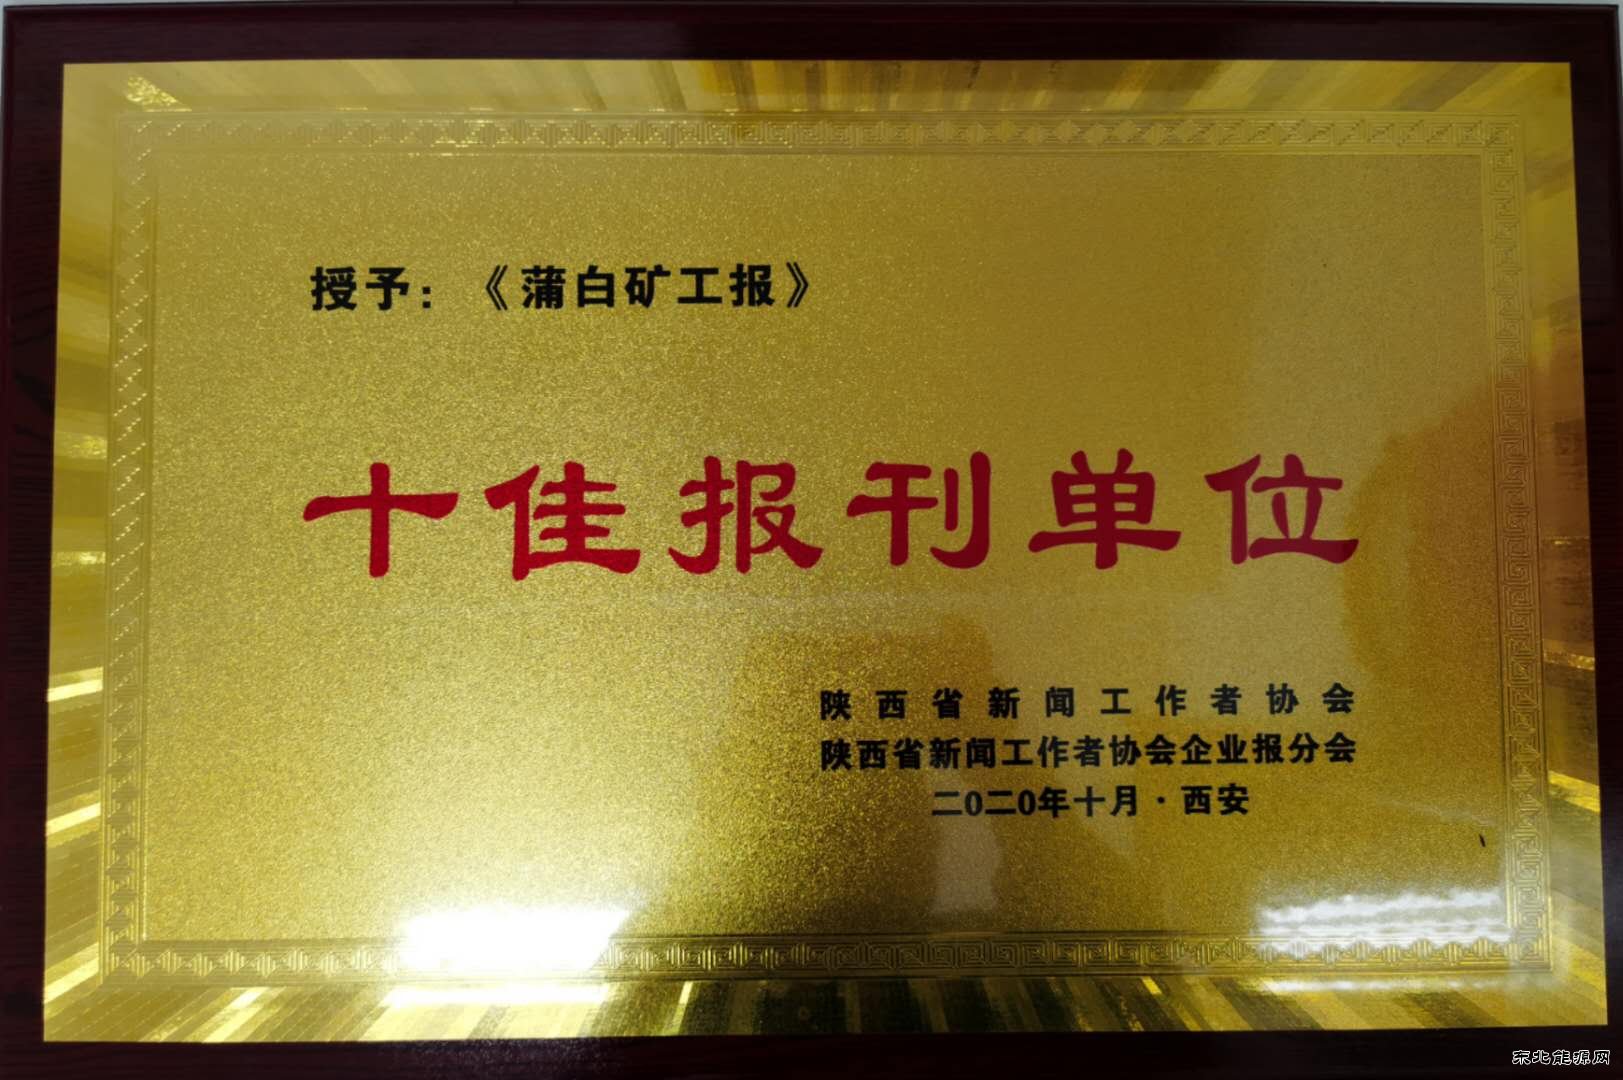 授予：《蒲白矿工报》
十佳报刊单位
陕西省新闻工作者协会
陕西省新闻工作者协会企业报分会
二0二0年十月·西安
东北能源网